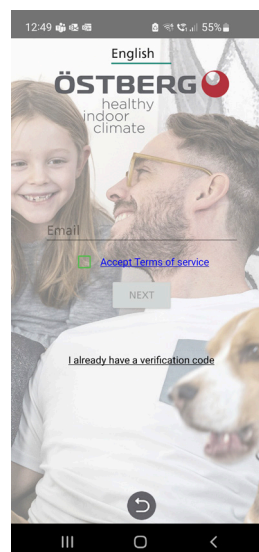 12:49 55%
English
ÖSTBERG
healthy
indoor
climate
Email
Accept Terms of service
NEXT
I already have a verification code